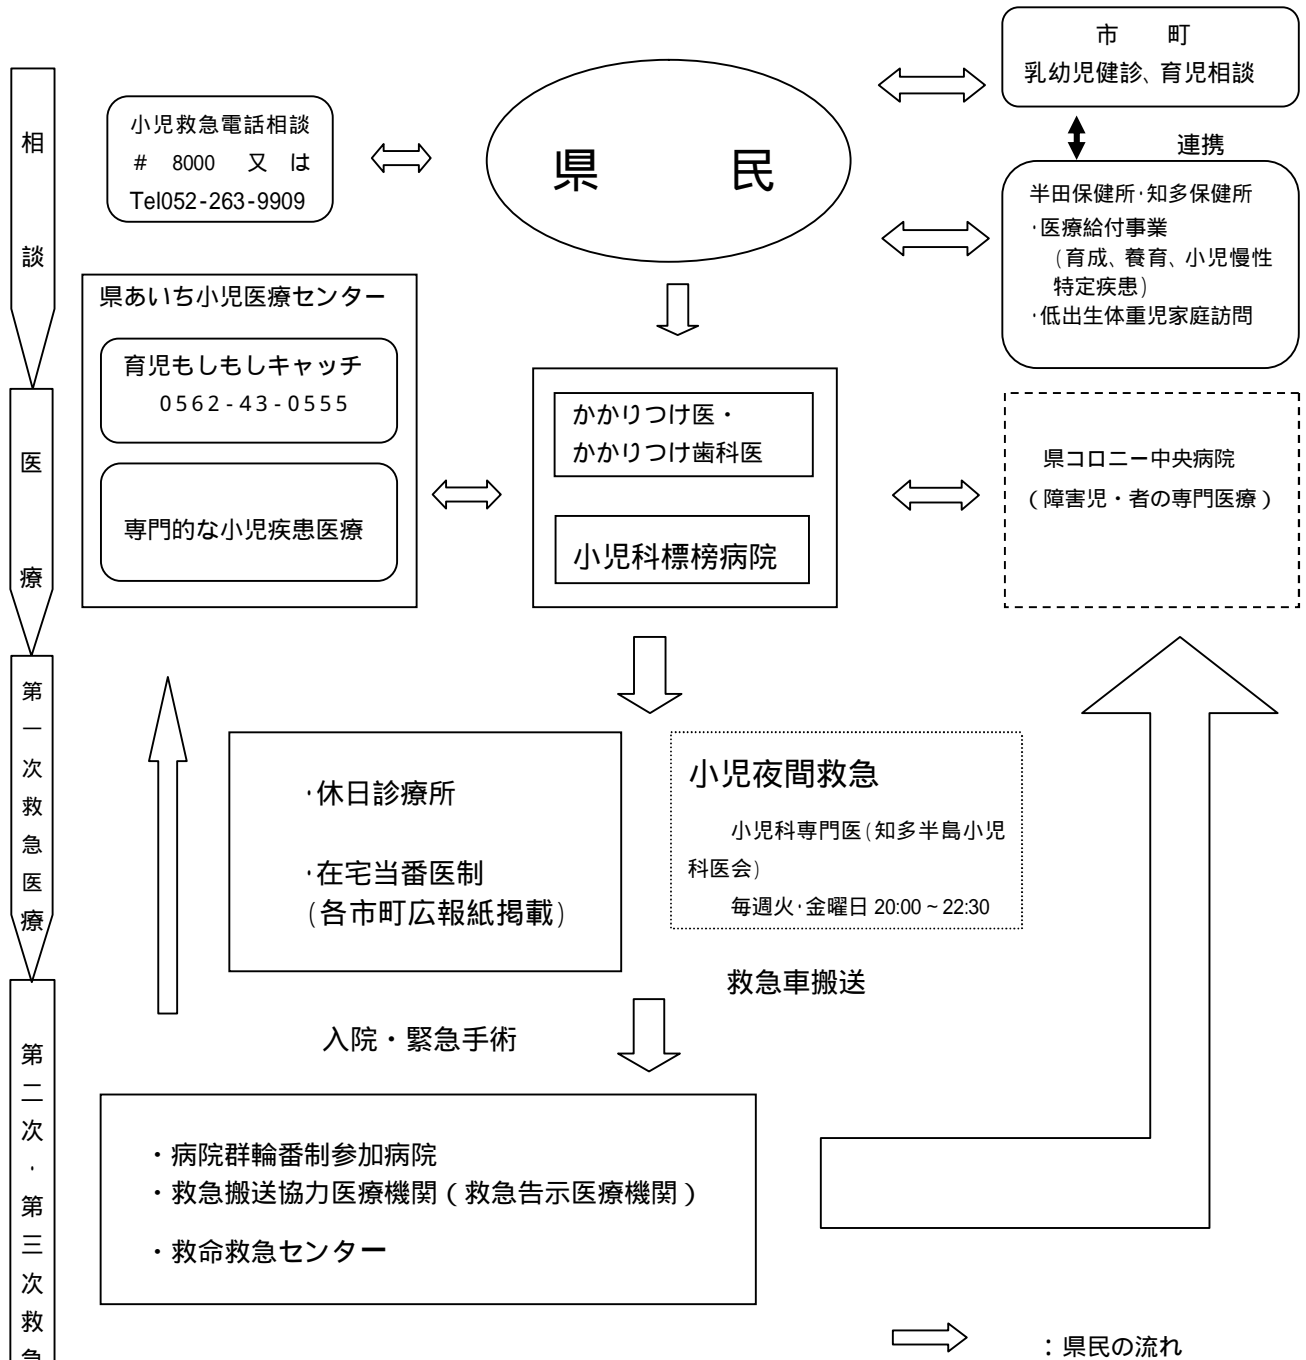 市 町
乳幼児健診、育児相談
相談
小児救急電話相談
# 8000 又は
Tel052-263-9909
県 民
連携
半田保健所・知多保健所
・医療給付事業
(育成、養育、小児慢性
特定疾患)
・低出生体重児家庭訪問
県あいち小児医療センター
育児もしもしキャッチ
0562-43-0555
専門的な小児疾患医療
医療
かかりつけ医・
かかりつけ歯科医
小児科標榜病院
県コロニー中央病院
(障害児・者の専門医療)
第一次救急医療
・休日診療所
・在宅当番医制
(各市町広報紙掲載)
小児夜間救急
小児科専門医(知多半島小児
科医会)
毎週火・金曜日 20:00~22:30
救急車搬送
入院・緊急手術
第二次・第三次救急
・病院群輪番制参加病院
・救急搬送協力医療機関(救急告示医療機関)
・救命救急センター
:県民の流れ